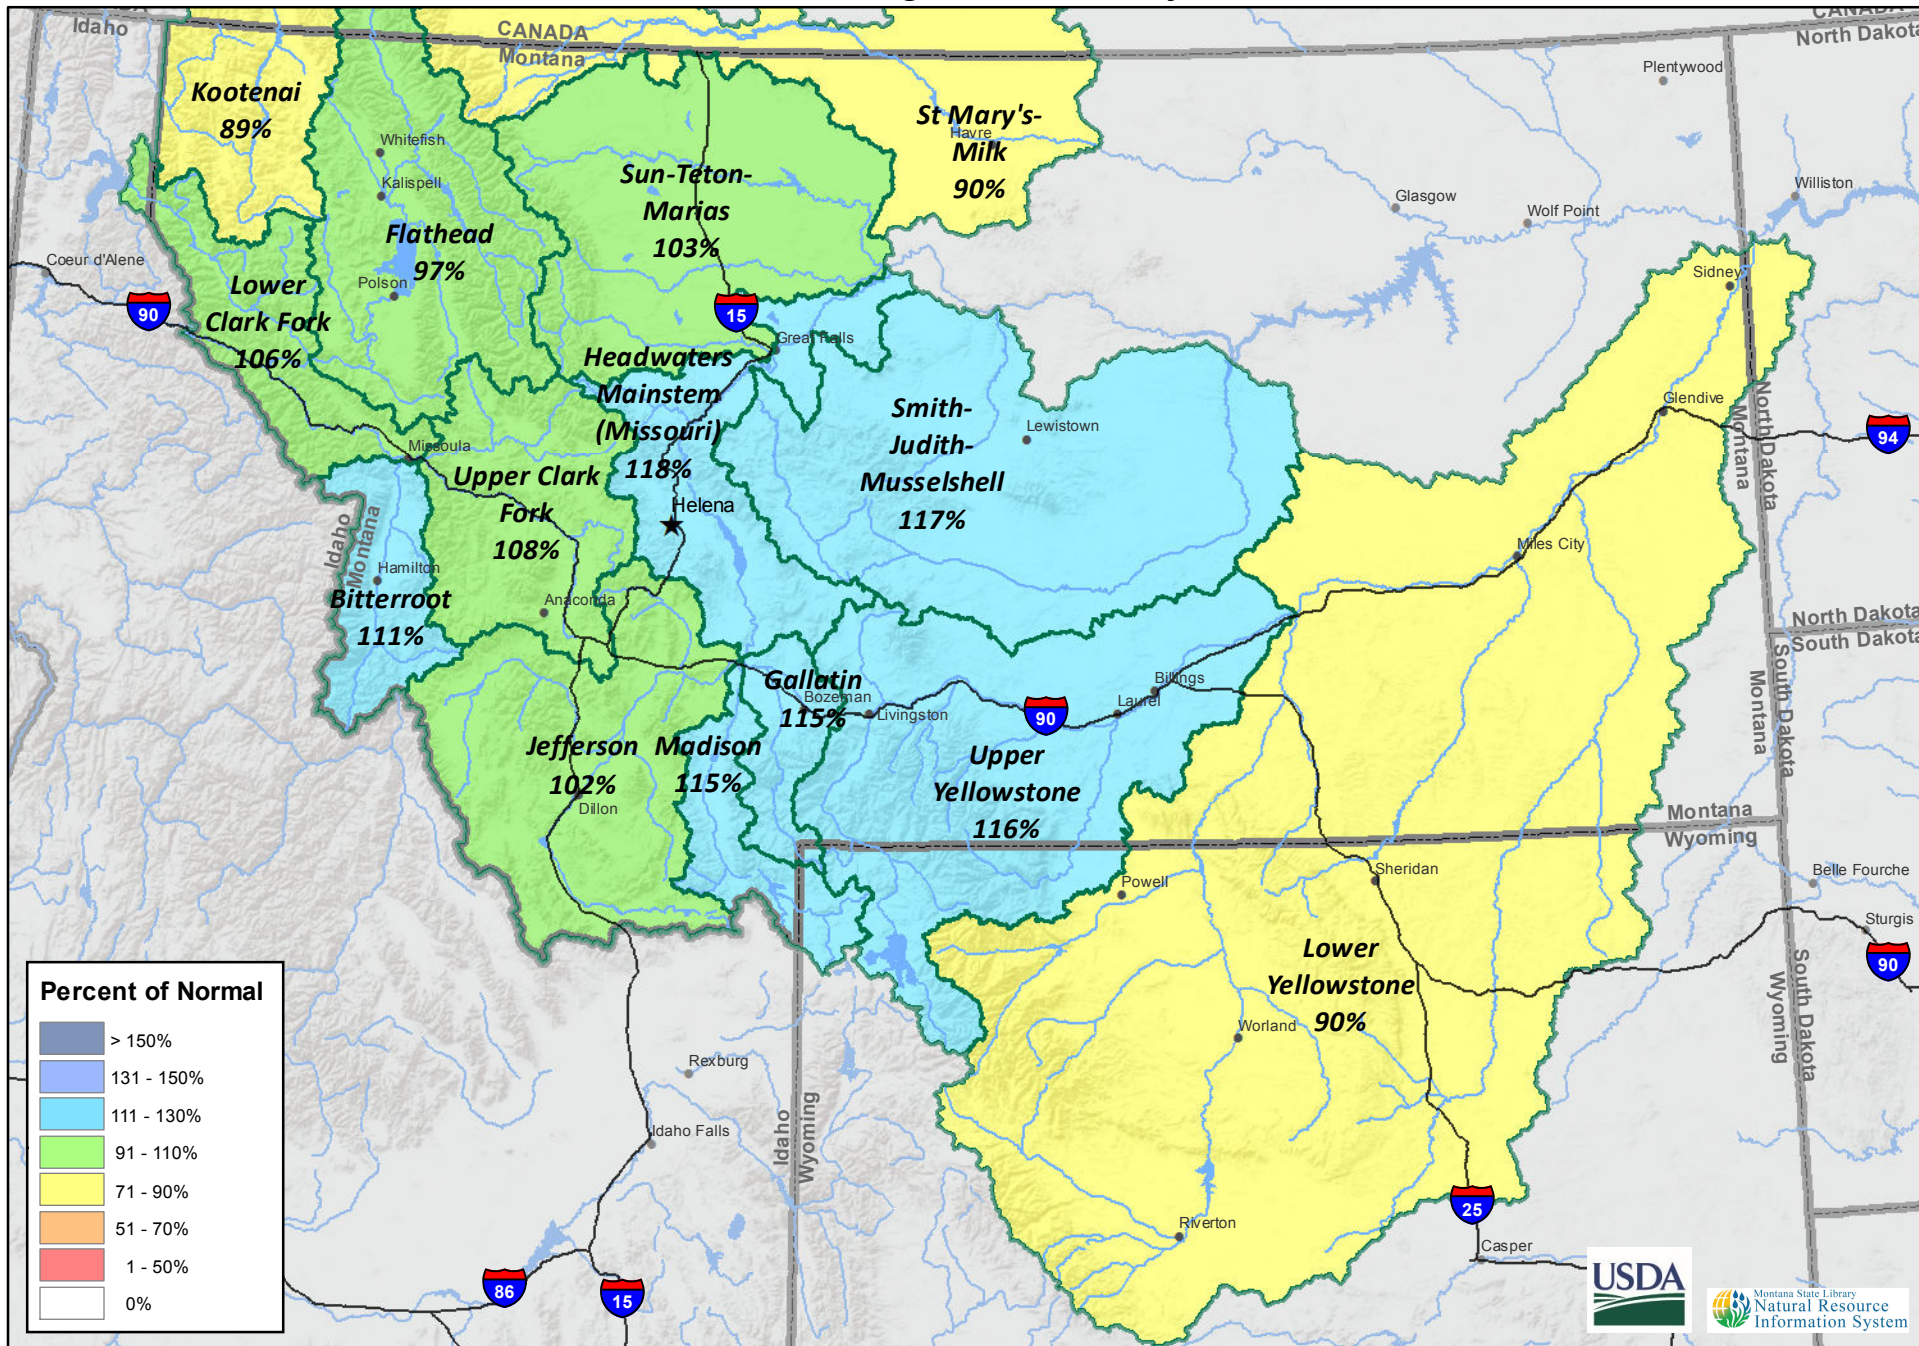 CANADA
Idaho
CANADA
Montana
CANADA
North Dakota
Plentywood
Kootenai
89%
Whitefish
Kalispell
St Mary's-
Havre
Milk
90%
Sun-Teton-
Marias
103%
Flathead
97%
Polson
Glasgow
Wolf Point
Williston
Coeur d'Alene
90
Lower
Clark Fork
106%
Sidney
15
Great Falls
Headwaters
Mainstem
(Missouri)
118%
Smith-
Judith-
Musselshell
117%
Lewistown
Glendive
North Dakota
Montana
94
Missoula
Upper Clark
Fork
108%
Helena
Idaho
Montana
Hamilton
Bitterroot
111%
Anaconda
Miles City
North Dakota
South Dakota
Gallatin
115%
Bozeman
Livingston
90
Laurel
Billings
South Dakota
Montana
Jefferson
102%
Dillon
Madison
115%
Upper
Yellowstone
116%
Montana
Wyoming
Powell
Sheridan
Belle Fourche
Sturgis
90
Lower
Yellowstone
90%
Worland
South Dakota
Wyoming
Rexburg
Idaho Falls
Idaho
Wyoming
Riverton
25
Casper
86
15
Percent of Normal
> 150%
131 - 150%
111 - 130%
91 - 110%
71 - 90%
51 - 70%
1 - 50%
0%
USDA
Montana State Library
Natural Resource
Information System